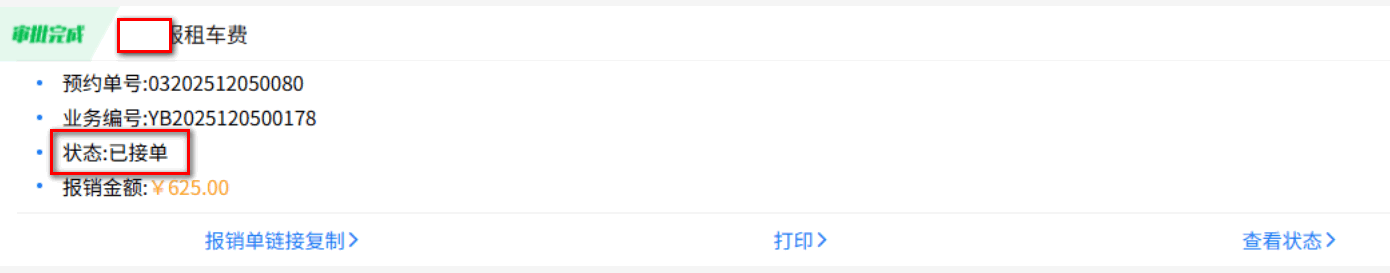 审批完成 报租车费
预约单号:03202512050080
业务编号:YB2025120500178
状态:已接单
报销金额:￥625.00
报销单链接复制 打印 查看状态